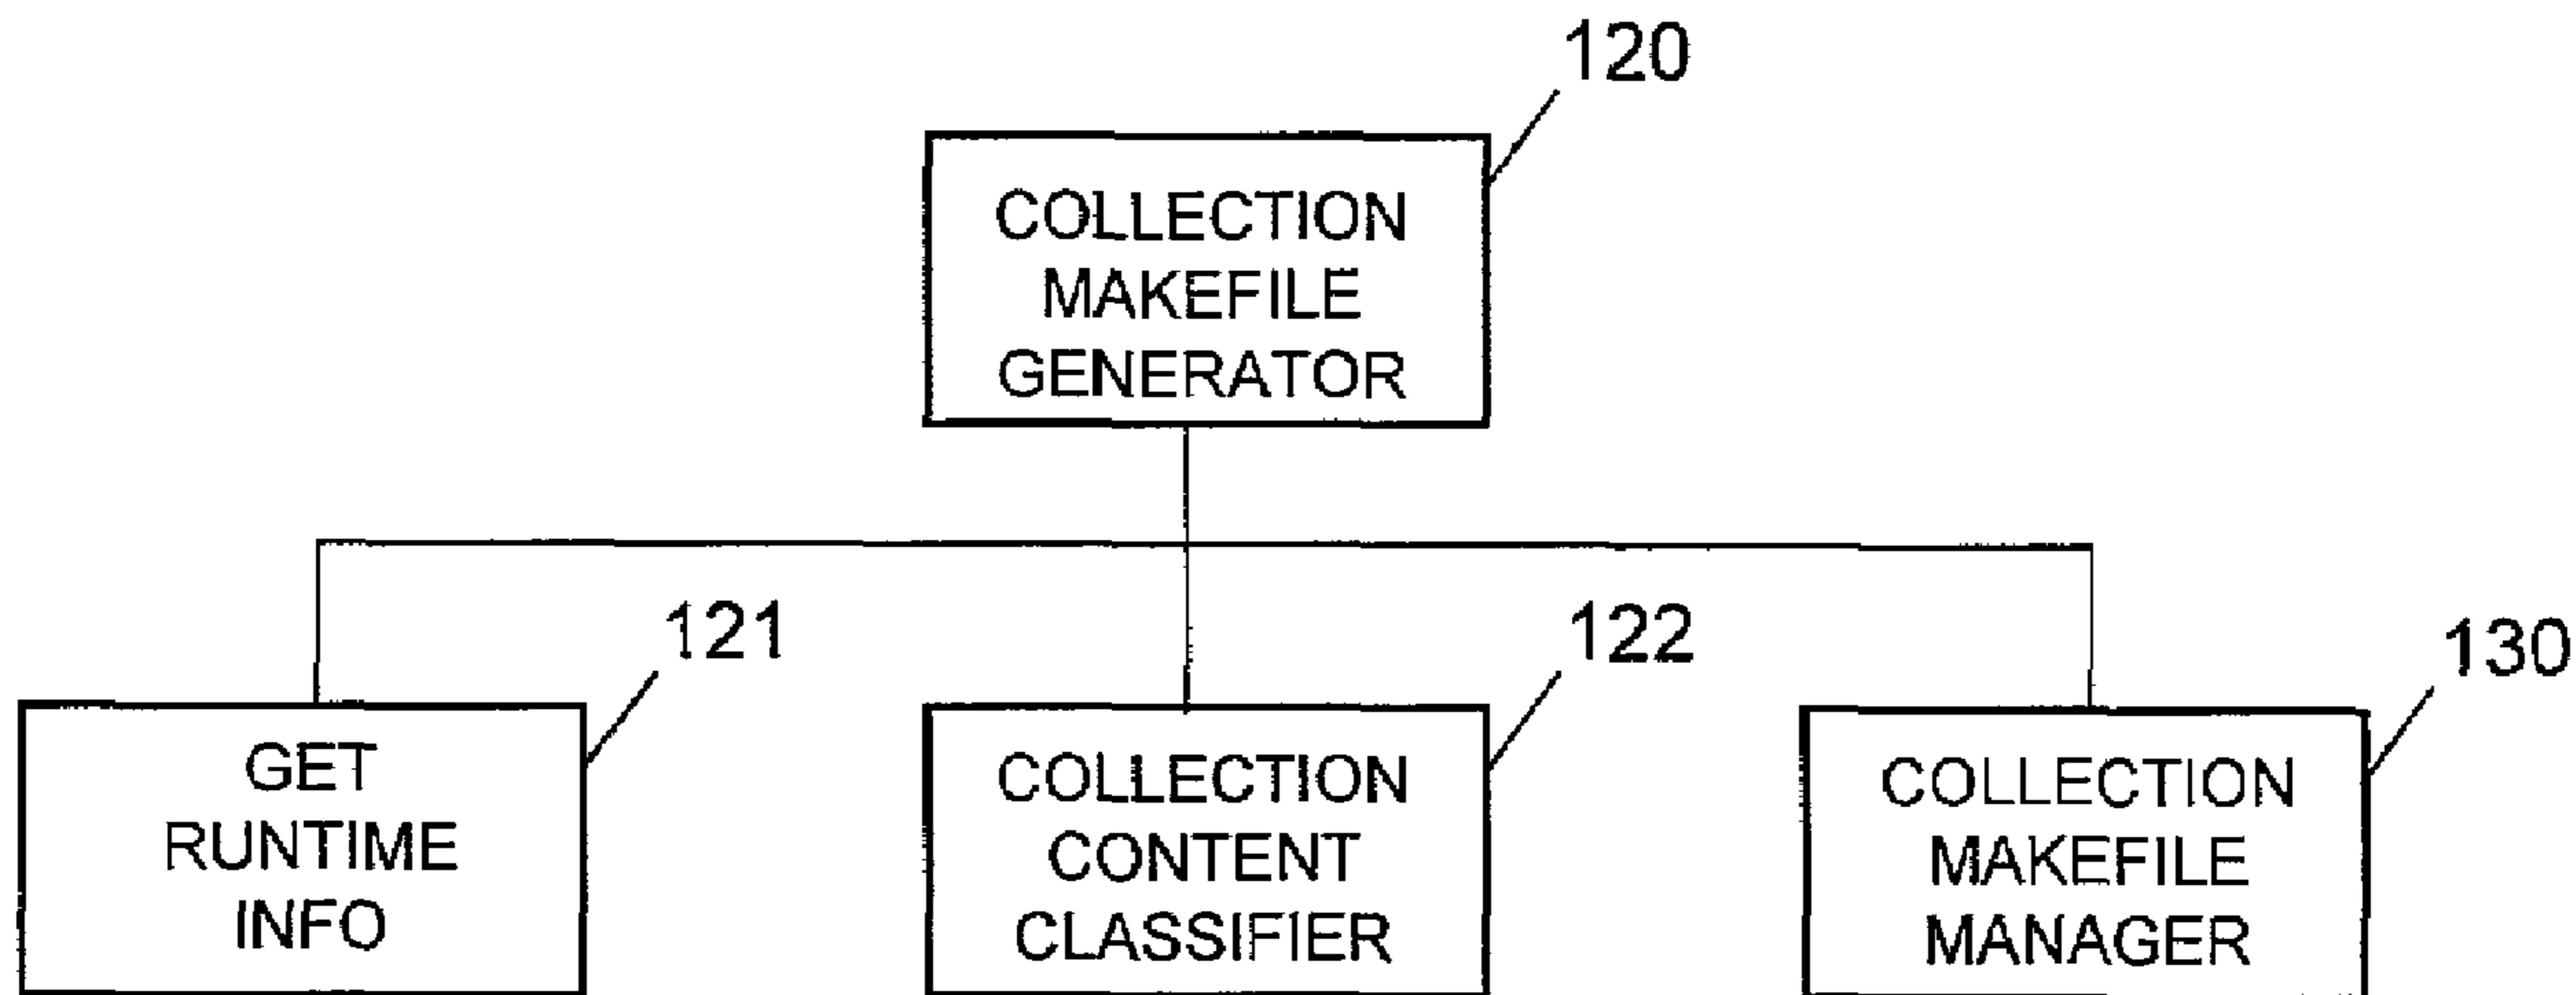 120
COLLECTION
MAKEFILE
GENERATOR
121
GET
RUNTIME
INFO
122
COLLECTION
CONTENT
CLASSIFIER
130
COLLECTION
MAKEFILE
MANAGER